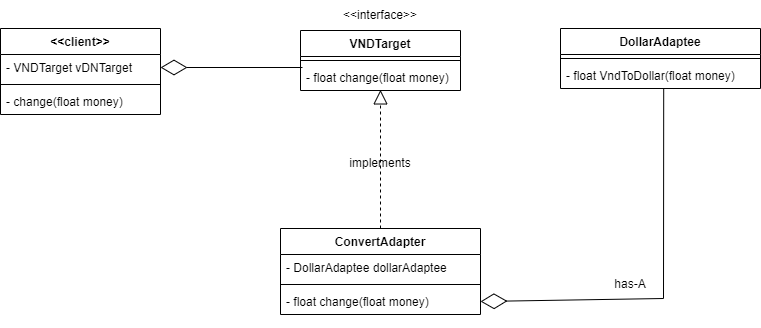 <<interface>>
<<client>>
- VNDTarget vDNTarget
- change(float money)
VNDTarget
- float change(float money)
DollarAdaptee
- float VndToDollar(float money)
implements
ConvertAdapter
- DollarAdaptee dollarAdaptee
- float change(float money)
has-A